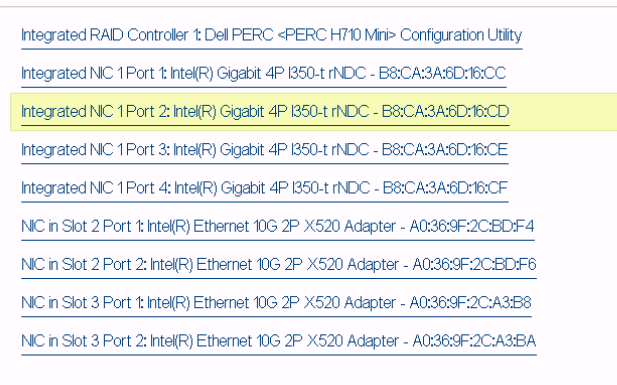 Integrated RAID Controller 1: Dell PERC <PERC H710 Mini> Configuration Utility
Integrated NIC 1 Port 1: Intel(R) Gigabit 4P I350-t rNDC - B8:CA:3A:6D:16:CC
Integrated NIC 1 Port 2: Intel(R) Gigabit 4P I350-t rNDC - B8:CA:3A:6D:16:CD
Integrated NIC 1 Port 3: Intel(R) Gigabit 4P I350-t rNDC - B8:CA:3A:6D:16:CE
Integrated NIC 1 Port 4: Intel(R) Gigabit 4P I350-t rNDC - B8:CA:3A:6D:16:CF
NIC in Slot 2 Port 1: Intel(R) Ethernet 10G 2P X520 Adapter - A0:36:9F:2C:BD:F4
NIC in Slot 2 Port 2: Intel(R) Ethernet 10G 2P X520 Adapter - A0:36:9F:2C:BD:F6
NIC in Slot 3 Port 1: Intel(R) Ethernet 10G 2P X520 Adapter - A0:36:9F:2C:A3:B8
NIC in Slot 3 Port 2: Intel(R) Ethernet 10G 2P X520 Adapter - A0:36:9F:2C:A3:BA